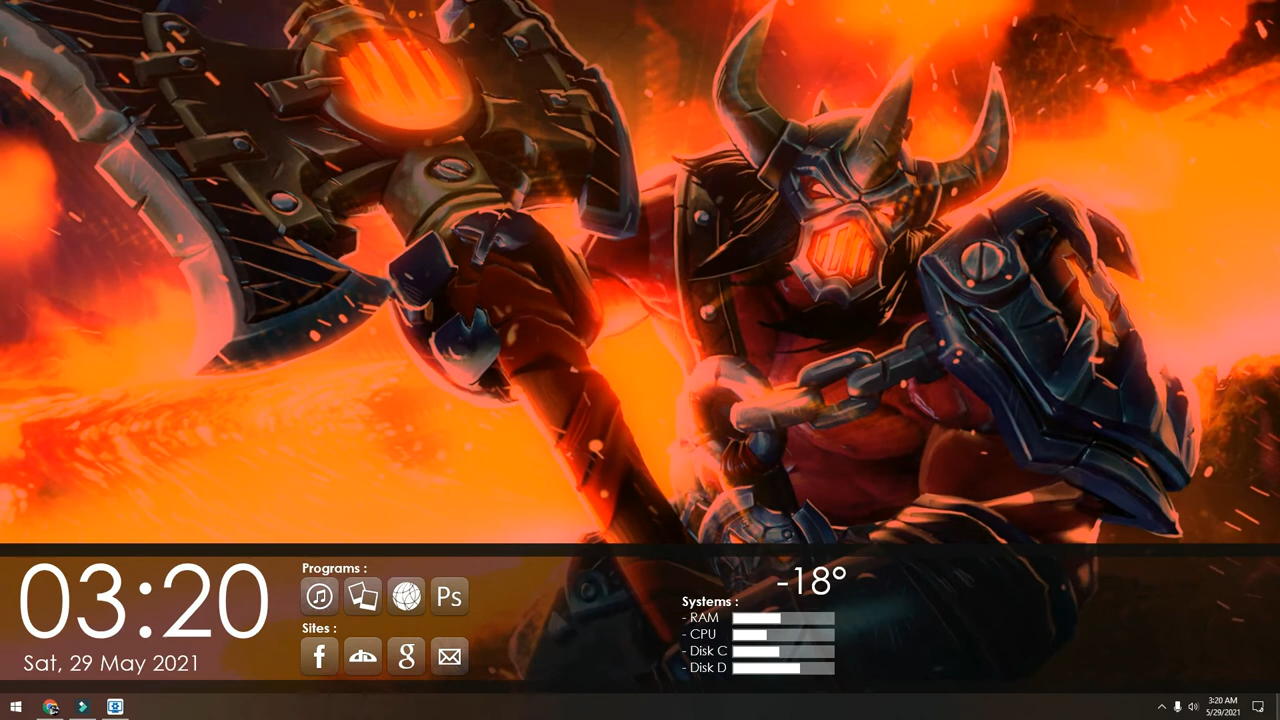 03:20
Sat, 29 May 2021
Programs :
Ps
Sites :
f
g
-18°
Systems :
- RAM
- CPU
- Disk C
- Disk D
3:20 AM
5/29/2021